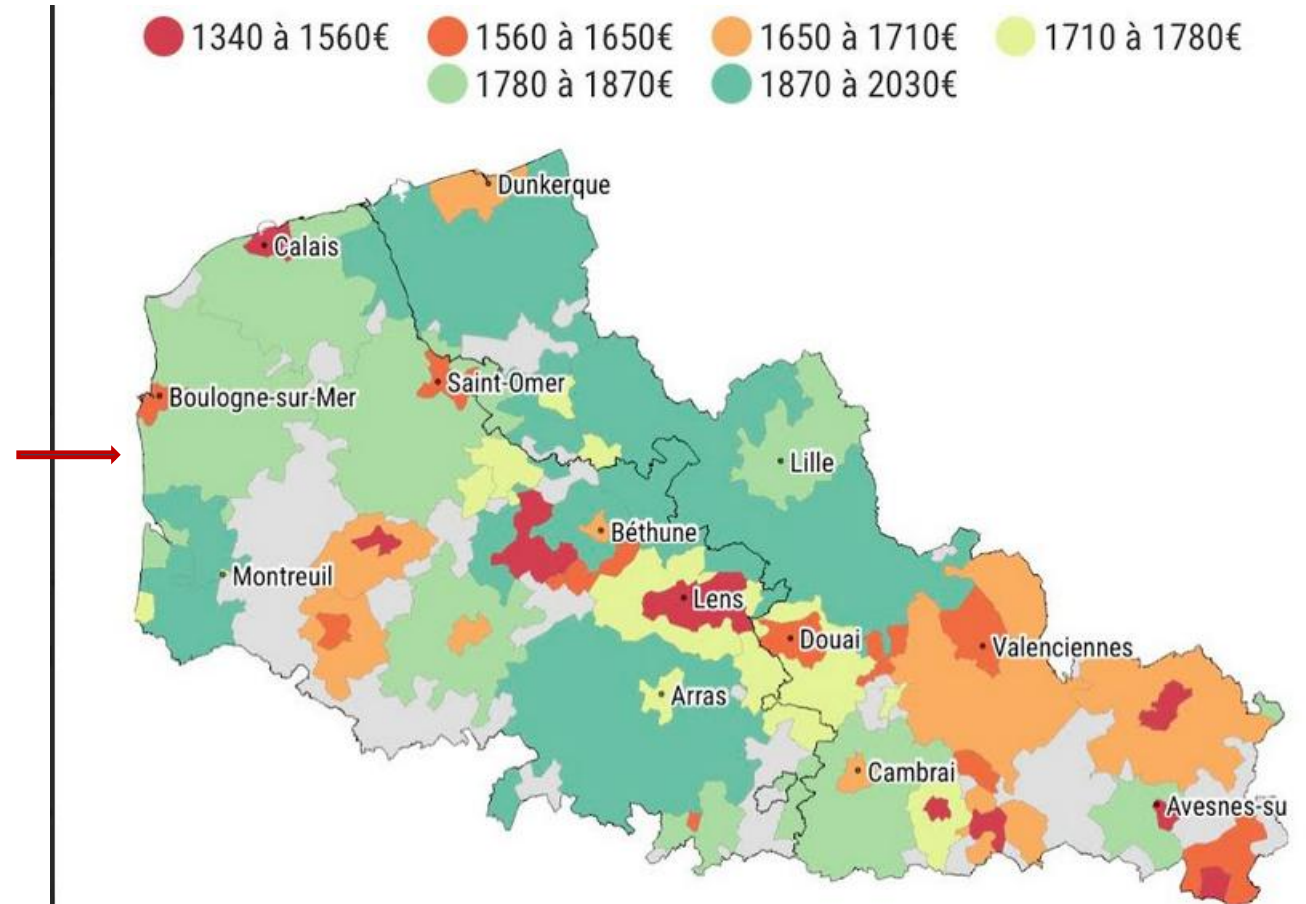 1340 à 1560€ 1560 à 1650€ 1650 à 1710€ 1710 à 1780€
1780 à 1870€ 1870 à 2030€
Dunkerque
Calais
Saint-Omer
Boulogne-sur-Mer
Lille
Béthune
Montreuil
Lens
Douai
Valenciennes
Arras
Cambrai
Avesnes-su